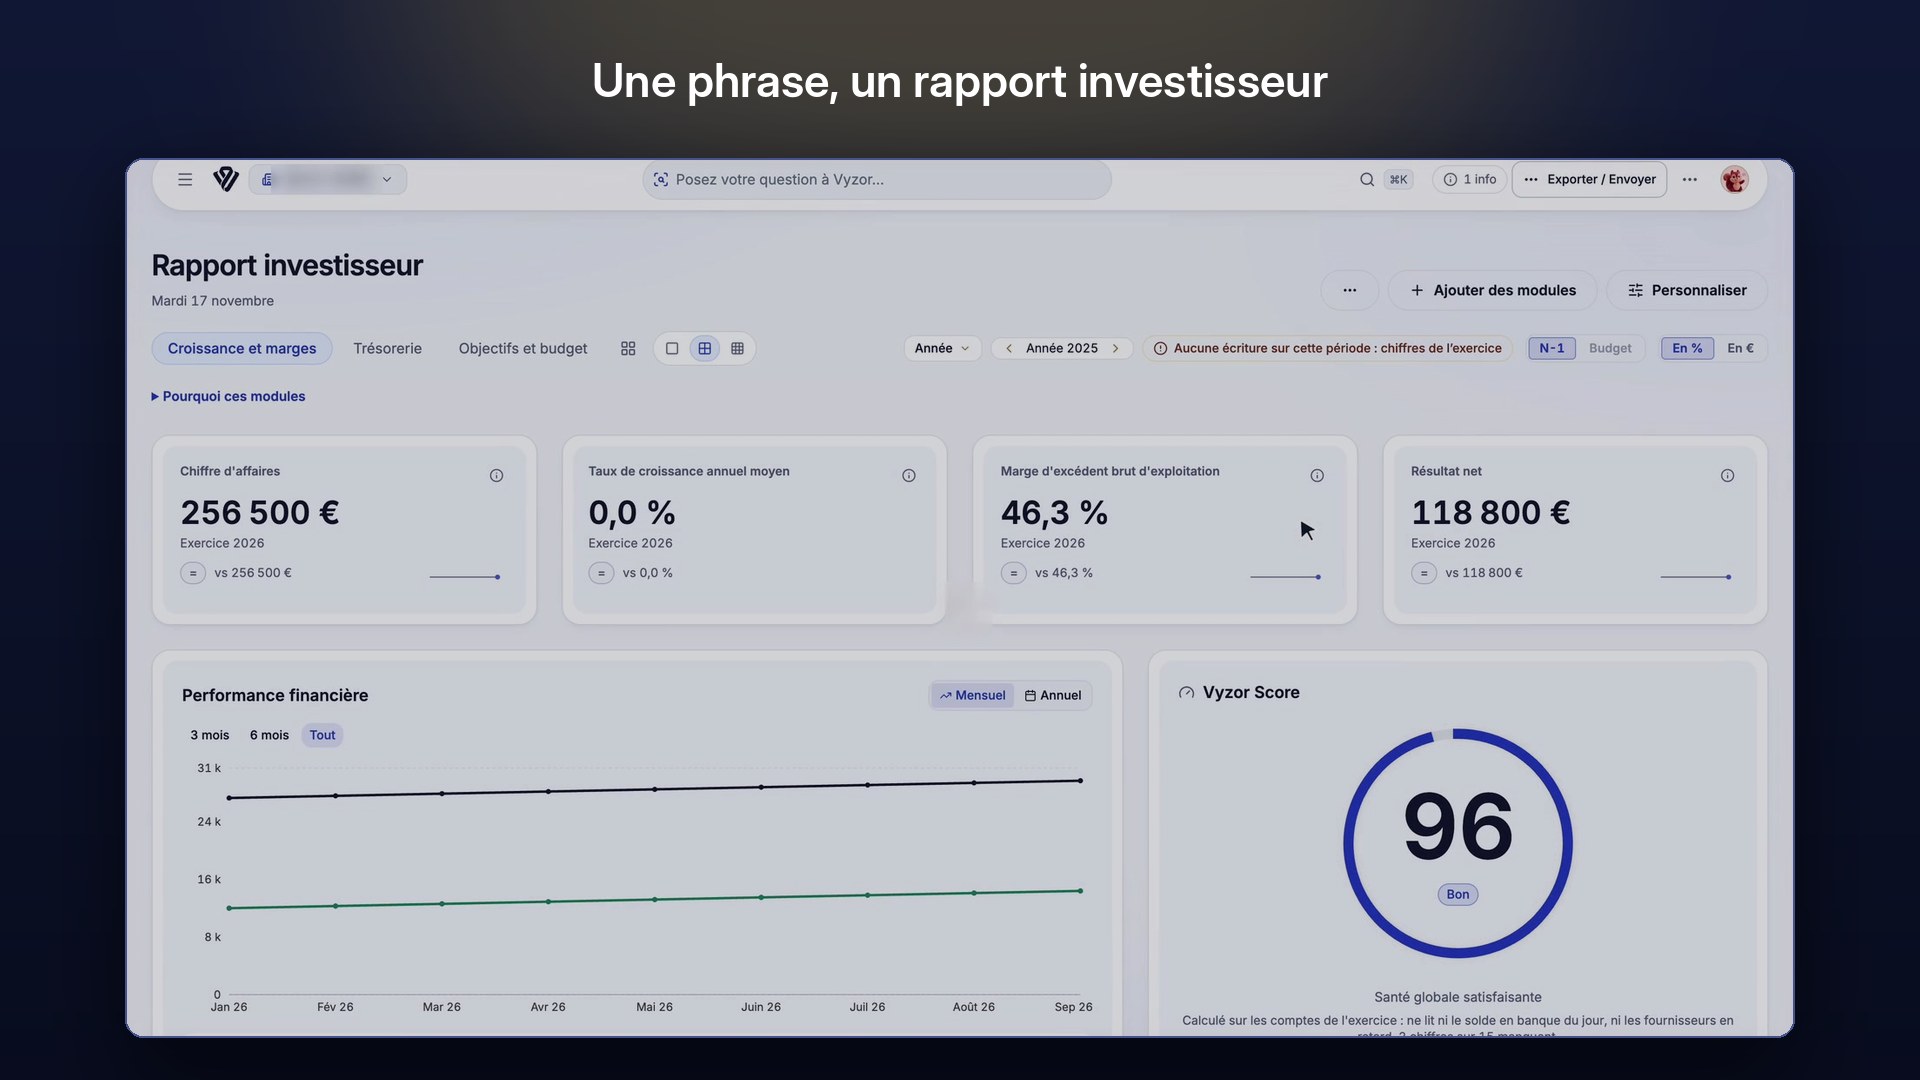 Une phrase, un rapport investisseur
Posez votre question à Vyzor...
⌘K
1 info
Exporter / Envoyer
Rapport investisseur
Mardi 17 novembre
Ajouter des modules
Personnaliser
Croissance et marges
Trésorerie
Objectifs et budget
Année
Année 2025
Aucune écriture sur cette période : chiffres de l'exercice
N-1
Budget
En %
En €
Pourquoi ces modules
Chiffre d'affaires
256 500 €
Exercice 2026
= vs 256 500 €
Taux de croissance annuel moyen
0,0 %
Exercice 2026
= vs 0,0 %
Marge d'excédent brut d'exploitation
46,3 %
Exercice 2026
= vs 46,3 %
Résultat net
118 800 €
Exercice 2026
= vs 118 800 €
Performance financière
Mensuel
Annuel
3 mois
6 mois
Tout
31 k
24 k
16 k
8 k
0
Jan 26
Fév 26
Mar 26
Avr 26
Mai 26
Juin 26
Juil 26
Août 26
Sep 26
Vyzor Score
96
Bon
Santé globale satisfaisante
Calculé sur les comptes de l'exercice : ne lit ni le solde en banque du jour, ni les fournisseurs en